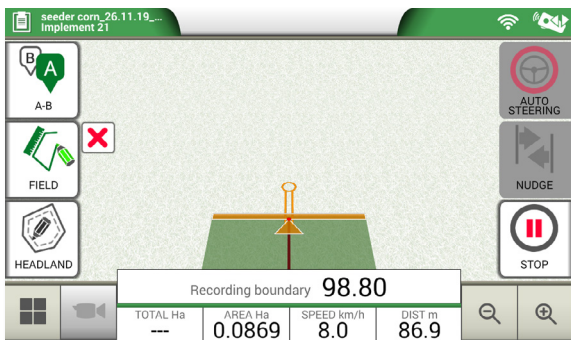 seeder corn_26.11.19_...
Implement 21
B
A
A-B
FIELD
HEADLAND
AUTO
STEERING
NUDGE
STOP
Recording boundary 98.80
TOTAL Ha
---
AREA Ha
0.0869
SPEED km/h
8.0
DIST m
86.9